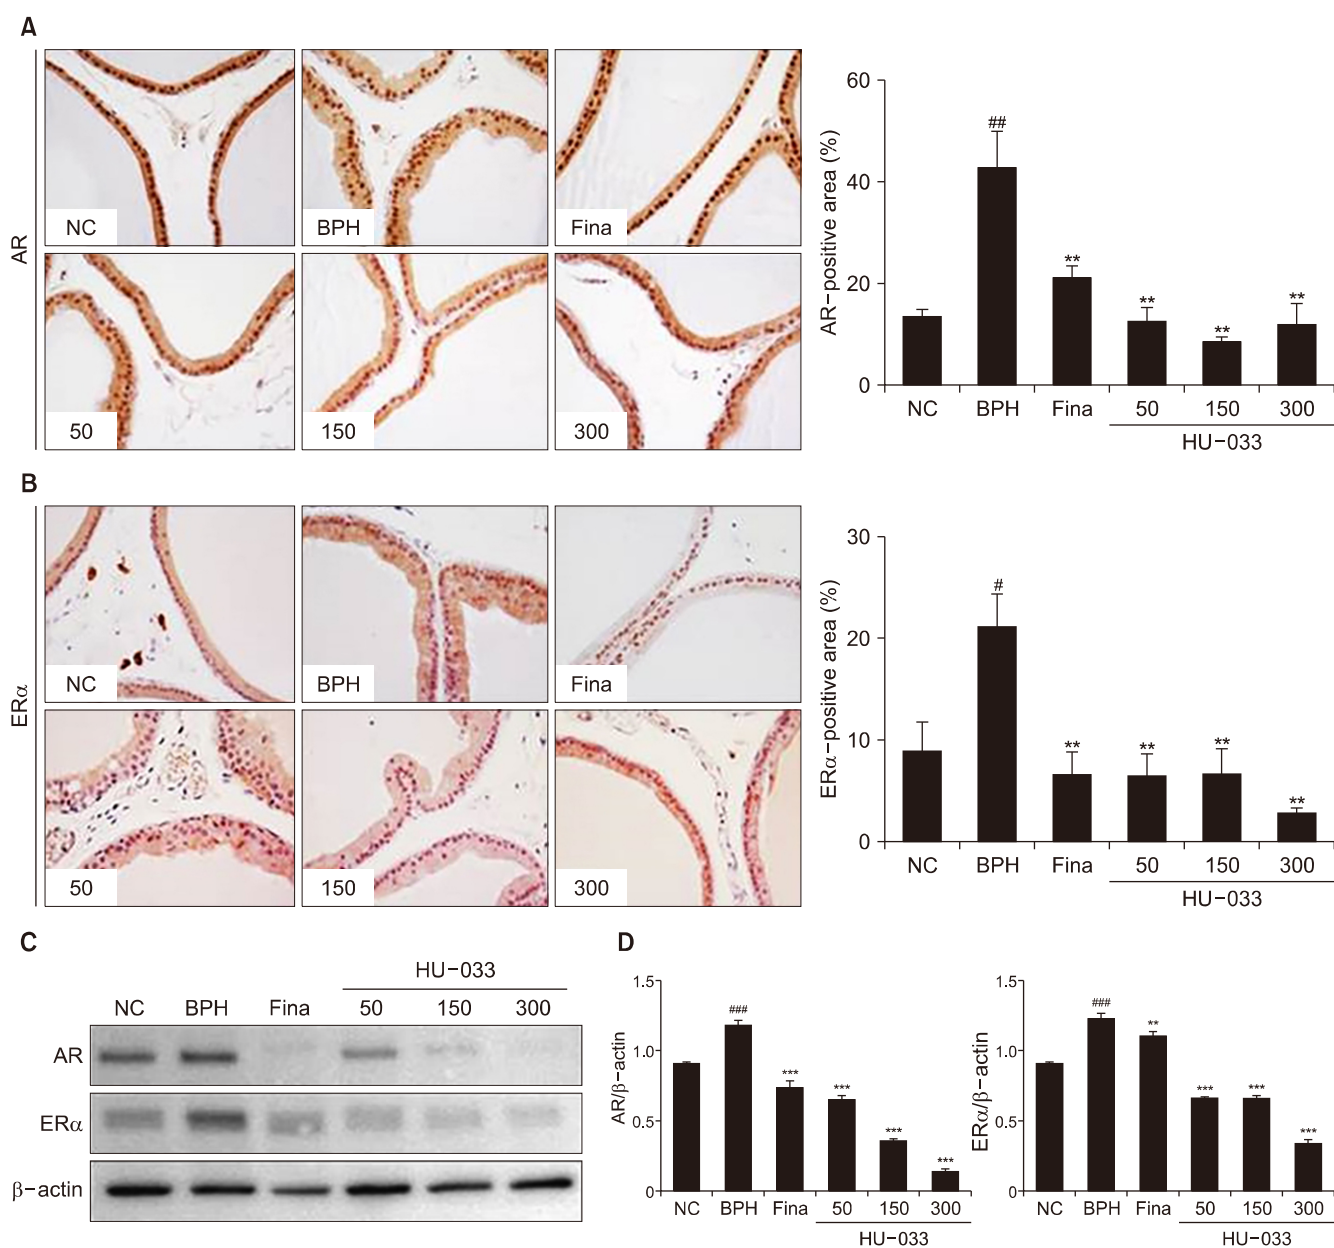 A
AR
NC
BPH
Fina
50
150
300
AR−positive area (%)
60
40
20
0
##
**
**
**
**
NC BPH Fina 50 150 300
HU−033
B
ERα
NC
BPH
Fina
50
150
300
ERα−positive area (%)
30
20
10
0
#
**
**
**
**
NC BPH Fina 50 150 300
HU−033
C
HU−033
NC BPH Fina 50 150 300
AR
ERα
β−actin
D
AR/β−actin
1.5
1.0
0.5
0
###
***
***
***
***
NC BPH Fina 50 150 300
HU−033
ERα/β−actin
1.5
1.0
0.5
0
###
**
***
***
***
NC BPH Fina 50 150 300
HU−033